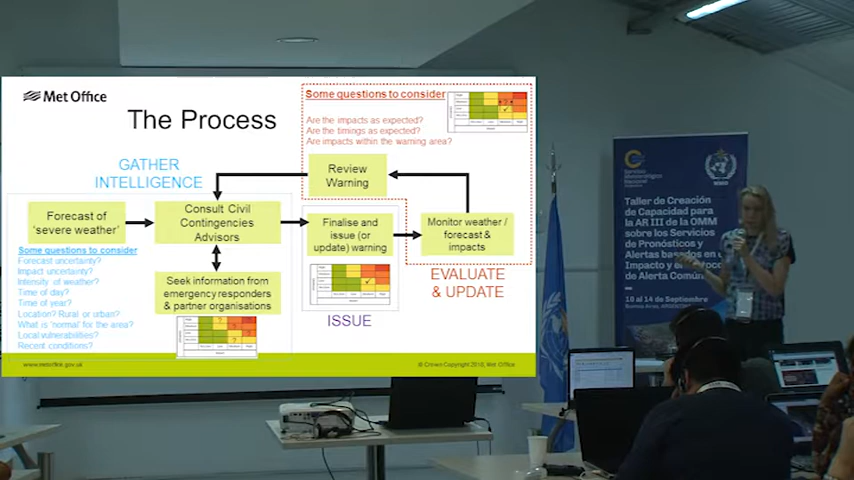 Met Office
The Process
Some questions to consider
Are the impacts as expected?
Are the timings as expected?
Are impacts within the warning area?
GATHER
INTELLIGENCE
Review
Warning
Forecast of
‘severe weather’
Consult Civil
Contingencies
Advisors
Finalise and
issue (or
update) warning
Monitor weather /
forecast &
impacts
Some questions to consider
Forecast uncertainty?
Impact uncertainty?
Intensity of weather?
Time of day?
Time of year?
Location? Rural or urban?
What is ‘normal’ for the area?
Local vulnerabilities?
Recent conditions?
Seek information from
emergency responders
& partner organisations
EVALUATE
& UPDATE
ISSUE
www.metoffice.gov.uk
© Crown Copyright 2018, Met Office
Servicio
Meteorológico
Nacional
WMO
Taller de Creación
de Capacidad para
la AR III de la OMM
sobre los Servicios
de Pronósticos y
Alertas basados en
Impacto y
de Alerta
10 al 14 de Septiembre
Buenos Aires,